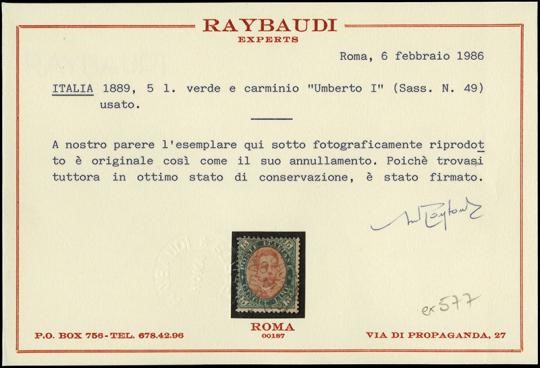 RAYBAUDI
EXPERTS
Roma, 6 febbraio 1986
ITALIA 1889, 5 l. verde e carminio "Umberto I" (Sass. N. 49)
usato.
A nostro parere l'esemplare qui sotto fotograficamente riprodot
to è originale così come il suo annullamento. Poichè trovasi
tuttora in ottimo stato di conservazione, è stato firmato.
ex 577
ROMA
00187
P.O. BOX 756-TEL. 678.42.96
VIA DI PROPAGANDA, 27